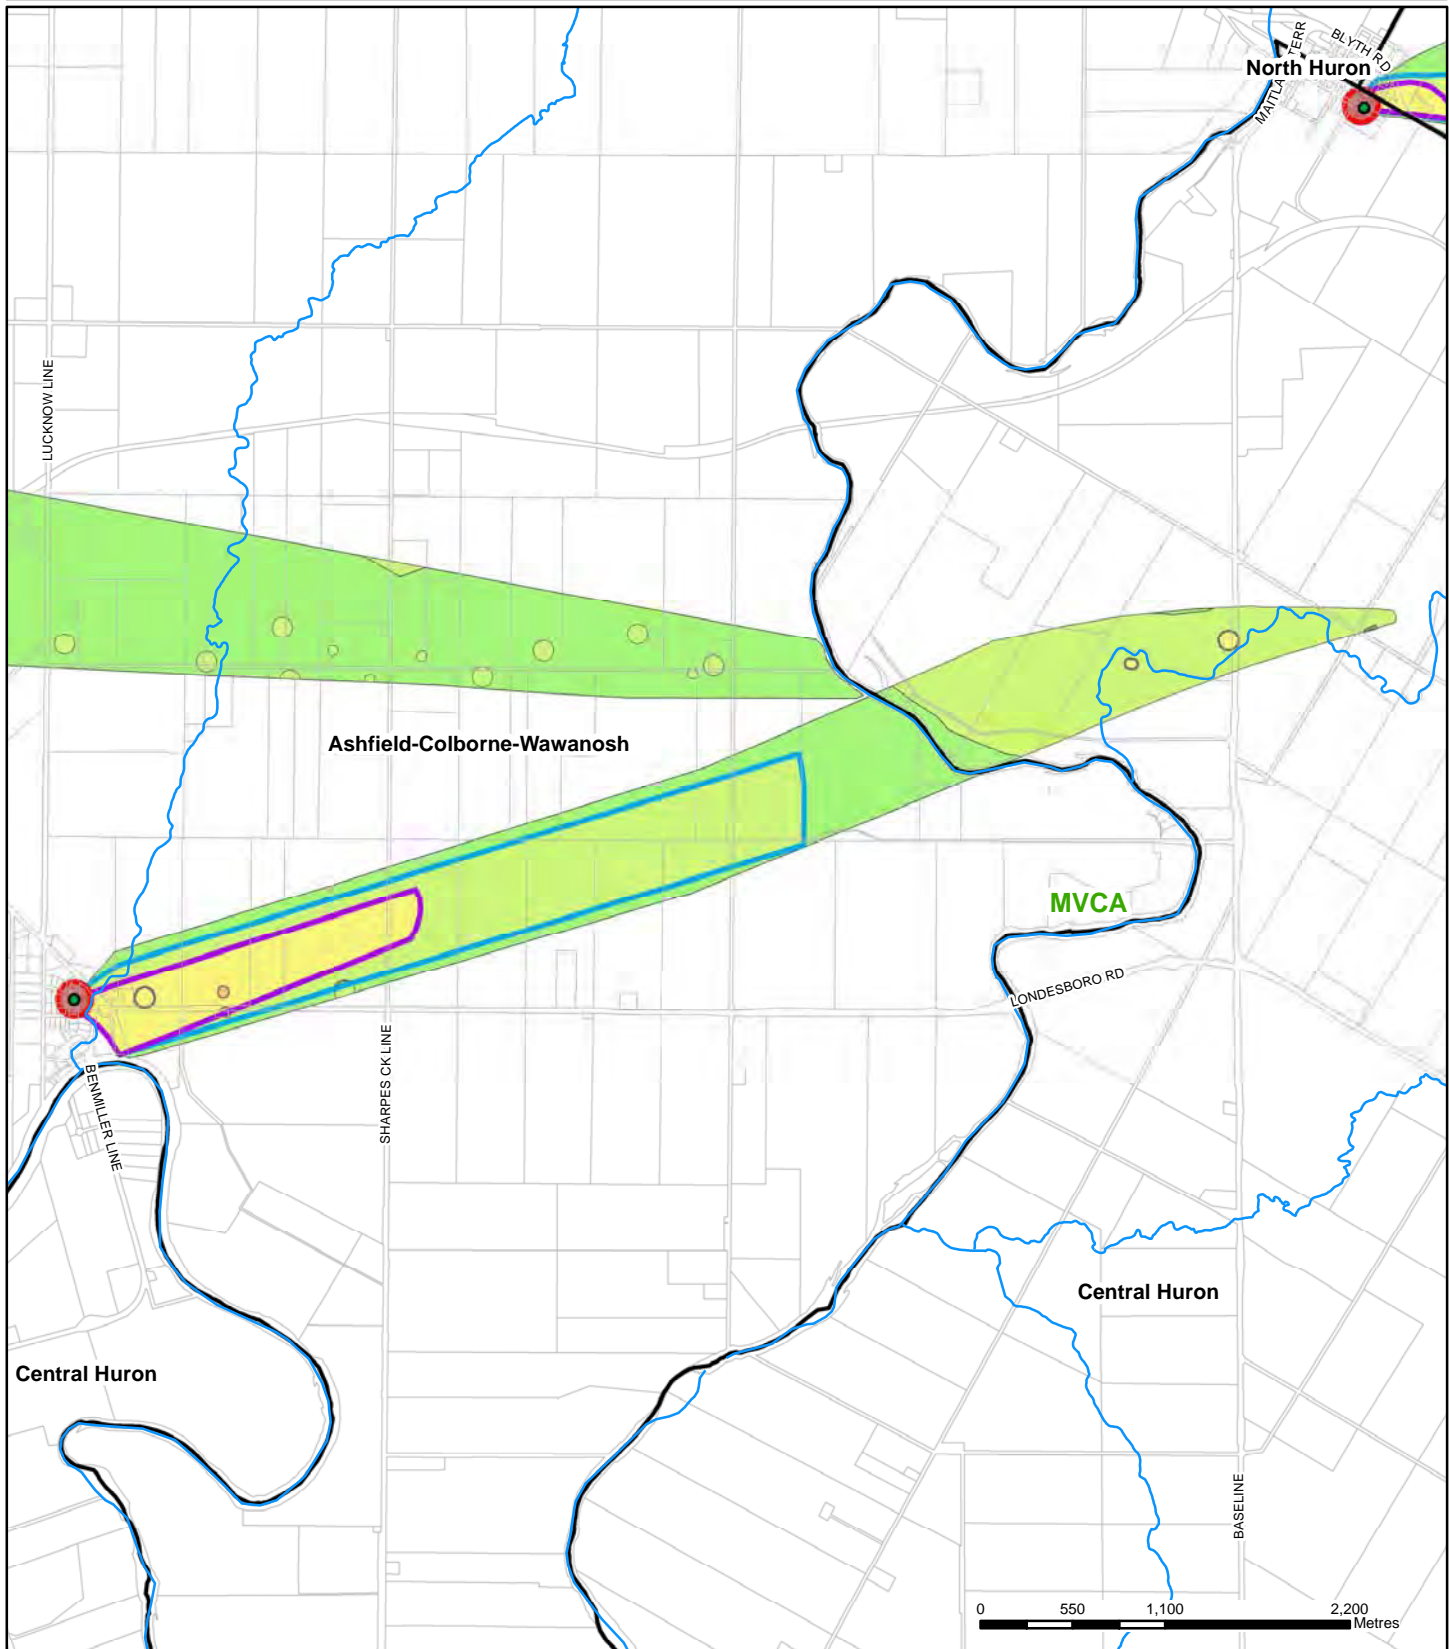 BLYTH RD
North Huron
TERR
LUCKNOW LINE
Ashfield-Colborne-Wawanosh
MVCA
LONDESBORO RD
SHARPES CK LINE
BENMILLER LINE
Central Huron
Central Huron
BASELINE
0 550 1,100 2,200
Metres